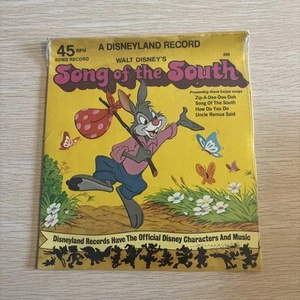 45 RPM
SONG RECORD
A DISNEYLAND RECORD
WALT DISNEY'S
Song of the South
Presenting these happy songs
Zip-A-Dee-Doo-Dah
Song Of The South
How Do You Do
Uncle Remus Said
Disneyland Records Have The Official Disney Characters And Music